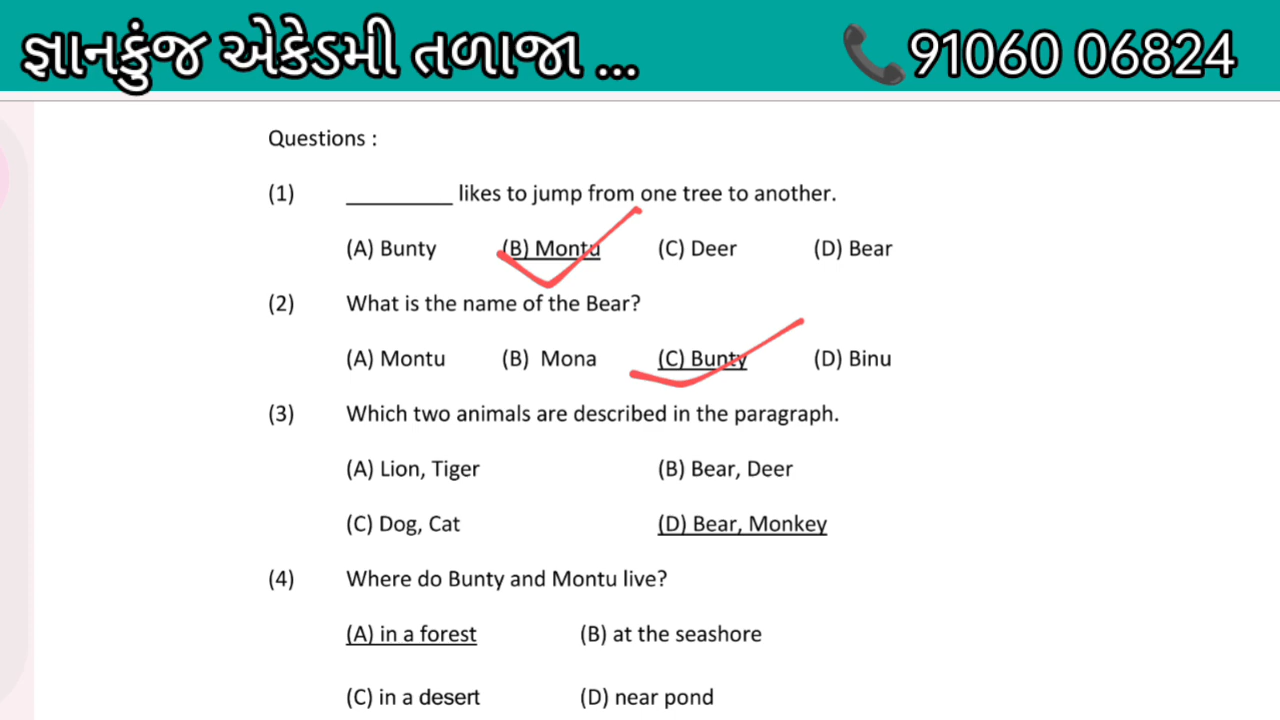 જ્ઞાનકુંજ એકેડમી તળાજા ... 91060 06824
Questions :
(1) __________ likes to jump from one tree to another.
(A) Bunty (B) Montu (C) Deer (D) Bear
(2) What is the name of the Bear?
(A) Montu (B) Mona (C) Bunty (D) Binu
(3) Which two animals are described in the paragraph.
(A) Lion, Tiger (B) Bear, Deer
(C) Dog, Cat (D) Bear, Monkey
(4) Where do Bunty and Montu live?
(A) in a forest (B) at the seashore
(C) in a desert (D) near pond